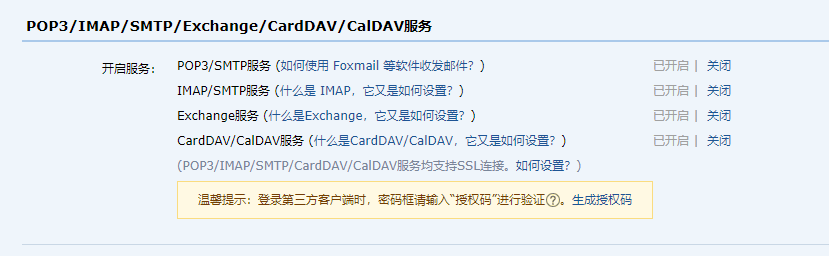 POP3/IMAP/SMTP/Exchange/CardDAV/CalDAV服务
开启服务： POP3/SMTP服务 (如何使用 Foxmail 等软件收发邮件？) 已开启 | 关闭
IMAP/SMTP服务 (什么是 IMAP，它又是如何设置？) 已开启 | 关闭
Exchange服务 (什么是Exchange，它又是如何设置？) 已开启 | 关闭
CardDAV/CalDAV服务 (什么是CardDAV/CalDAV，它又是如何设置？) 已开启 | 关闭
(POP3/IMAP/SMTP/CardDAV/CalDAV服务均支持SSL连接。如何设置？)
温馨提示：登录第三方客户端时，密码框请输入“授权码”进行验证?。生成授权码